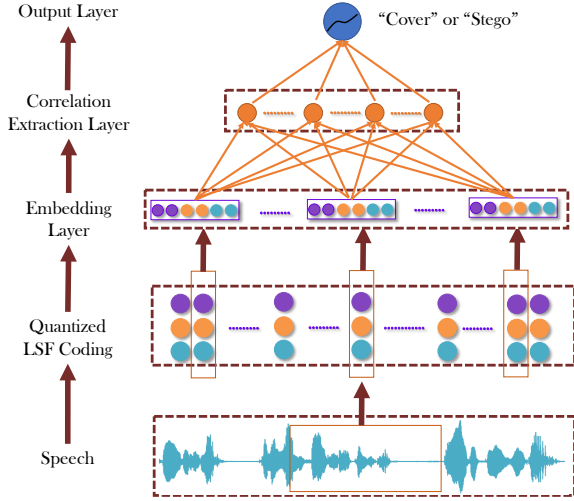 Output Layer
“Cover” or “Stego”
Correlation
Extraction Layer
Embedding
Layer
Quantized
LSF Coding
Speech